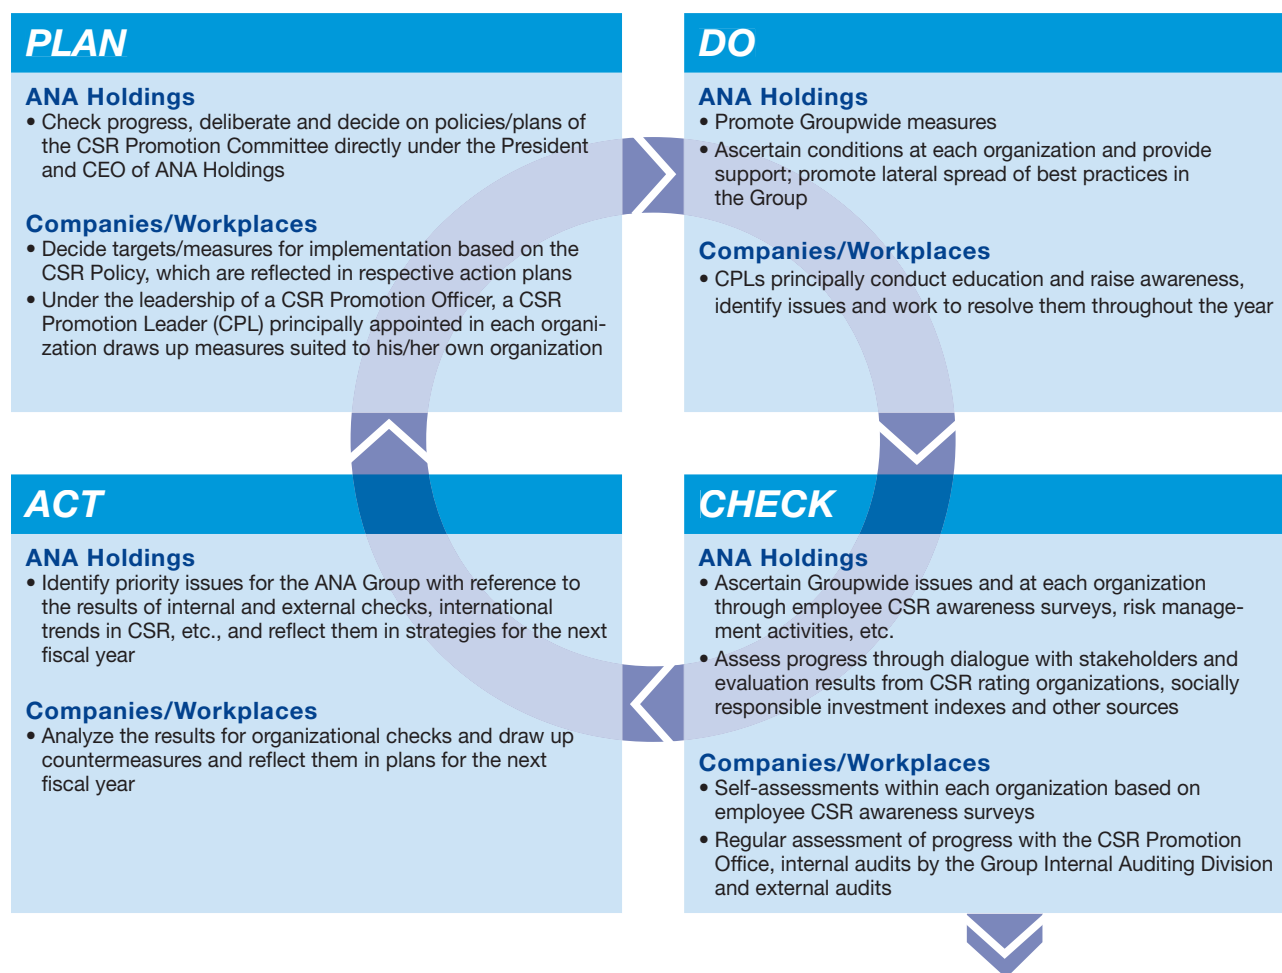 PLAN
ANA Holdings
• Check progress, deliberate and decide on policies/plans of
the CSR Promotion Committee directly under the President
and CEO of ANA Holdings
Companies/Workplaces
• Decide targets/measures for implementation based on the
CSR Policy, which are reflected in respective action plans
• Under the leadership of a CSR Promotion Officer, a CSR
Promotion Leader (CPL) principally appointed in each organi-
zation draws up measures suited to his/her own organization
DO
ANA Holdings
• Promote Groupwide measures
• Ascertain conditions at each organization and provide
support; promote lateral spread of best practices in
the Group
Companies/Workplaces
• CPLs principally conduct education and raise awareness,
identify issues and work to resolve them throughout the year
ACT
ANA Holdings
• Identify priority issues for the ANA Group with reference to
the results of internal and external checks, international
trends in CSR, etc., and reflect them in strategies for the next
fiscal year
Companies/Workplaces
• Analyze the results for organizational checks and draw up
countermeasures and reflect them in plans for the next
fiscal year
CHECK
ANA Holdings
• Ascertain Groupwide issues and at each organization
through employee CSR awareness surveys, risk manage-
ment activities, etc.
• Assess progress through dialogue with stakeholders and
evaluation results from CSR rating organizations, socially
responsible investment indexes and other sources
Companies/Workplaces
• Self-assessments within each organization based on
employee CSR awareness surveys
• Regular assessment of progress with the CSR Promotion
Office, internal audits by the Group Internal Auditing Division
and external audits